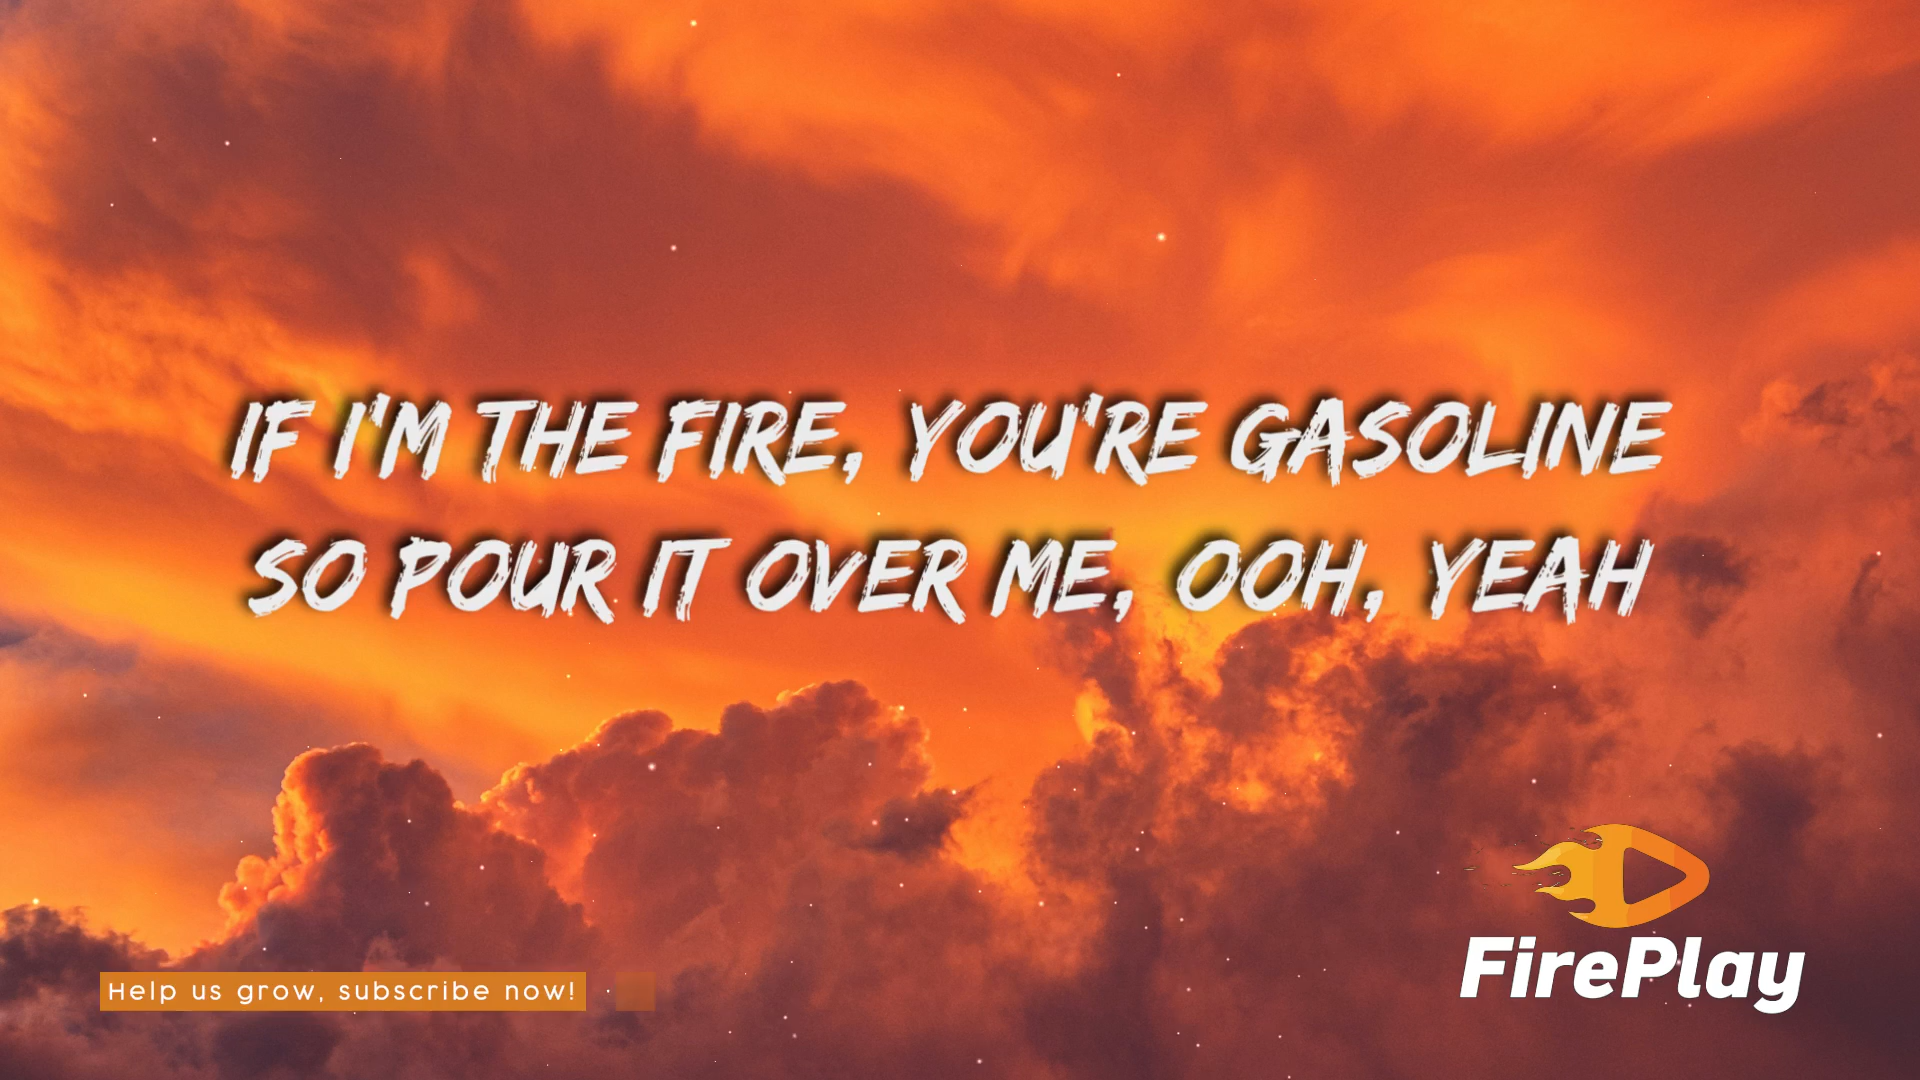 IF I'M THE FIRE, YOU'RE GASOLINE
SO POUR IT OVER ME, OOH, YEAH
Help us grow, subscribe now!
FirePlay